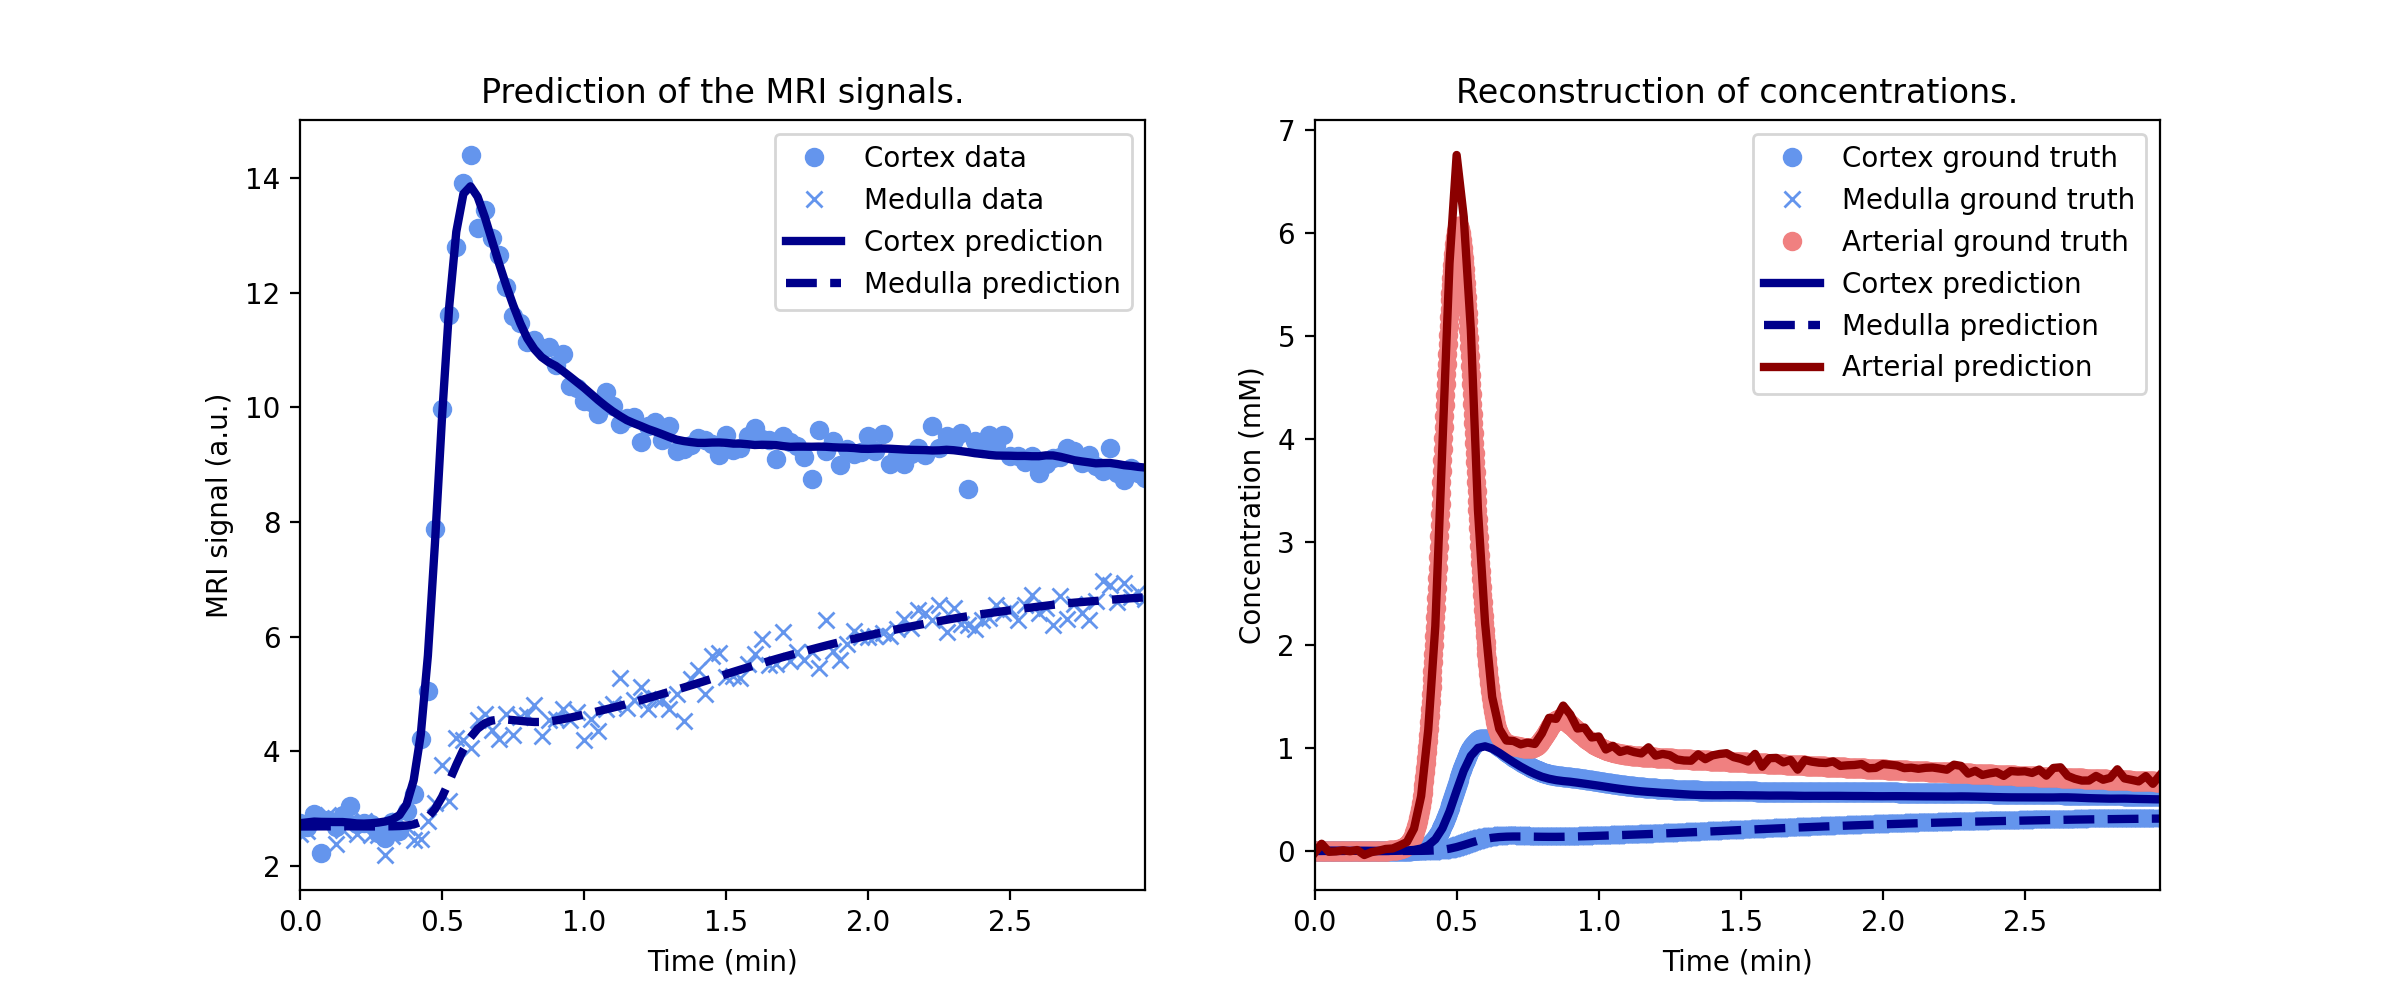 Prediction of the MRI signals.
Cortex data
Medulla data
Cortex prediction
Medulla prediction
MRI signal (a.u.)
14
12
10
8
6
4
2
0.0 0.5 1.0 1.5 2.0 2.5
Time (min)
Reconstruction of concentrations.
Cortex ground truth
Medulla ground truth
Arterial ground truth
Cortex prediction
Medulla prediction
Arterial prediction
Concentration (mM)
7
6
5
4
3
2
1
0
0.0 0.5 1.0 1.5 2.0 2.5
Time (min)